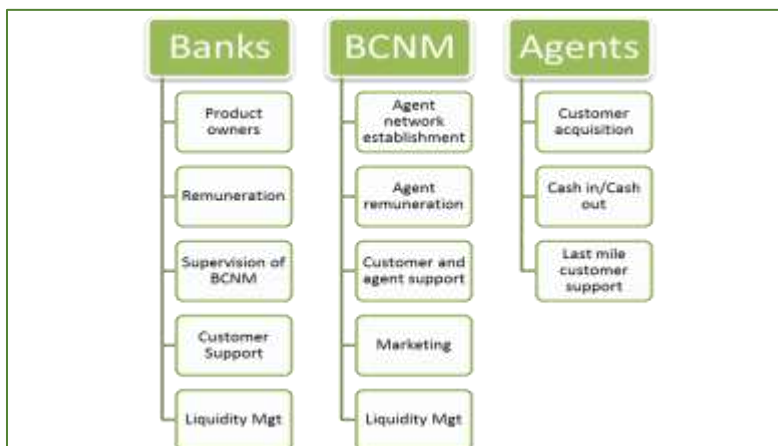 Banks
Product
owners
Remuneration
Supervision of
BCNM
Customer
Support
Liquidity Mgt
BCNM
Agent
network
establishment
Agent
remuneration
Customer and
agent support
Marketing
Liquidity Mgt
Agents
Customer
acquisition
Cash in/Cash
out
Last mile
customer
support